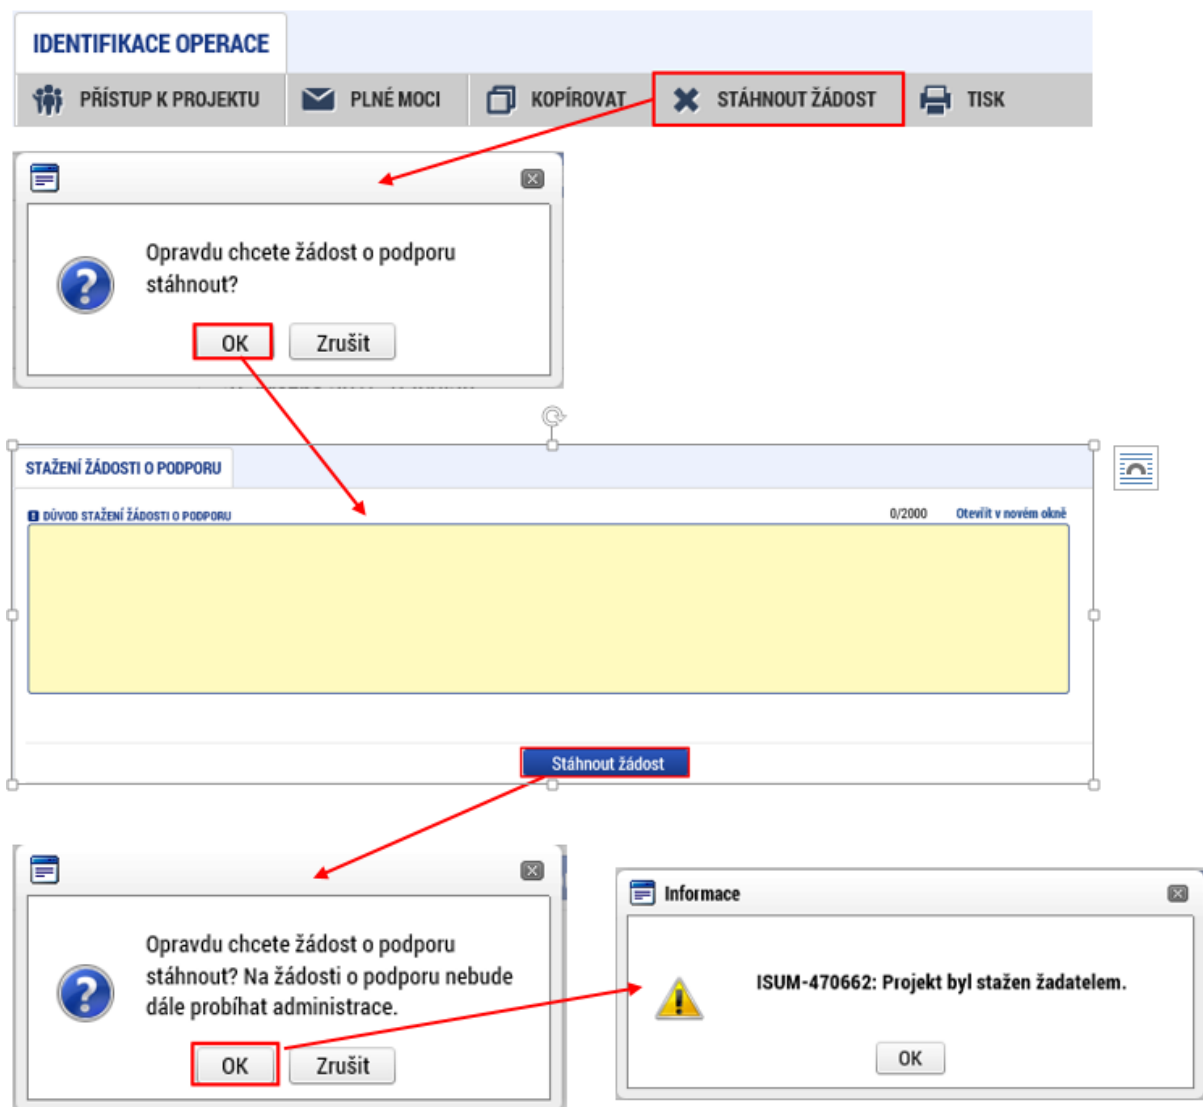 IDENTIFIKACE OPERACE
PŘÍSTUP K PROJEKTU PLNÉ MOCI KOPÍROVAT STÁHNOUT ŽÁDOST TISK
Opravdu chcete žádost o podporu
stáhnout?
OK Zrušit
STAŽENÍ ŽÁDOSTI O PODPORU
DŮVOD STAŽENÍ ŽÁDOSTI O PODPORU 0/2000 Otevřít v novém okně
Stáhnout žádost
Opravdu chcete žádost o podporu
stáhnout? Na žádosti o podporu nebude
dále probíhat administrace.
OK Zrušit
Informace
ISUM-470662: Projekt byl stažen žadatelem.
OK